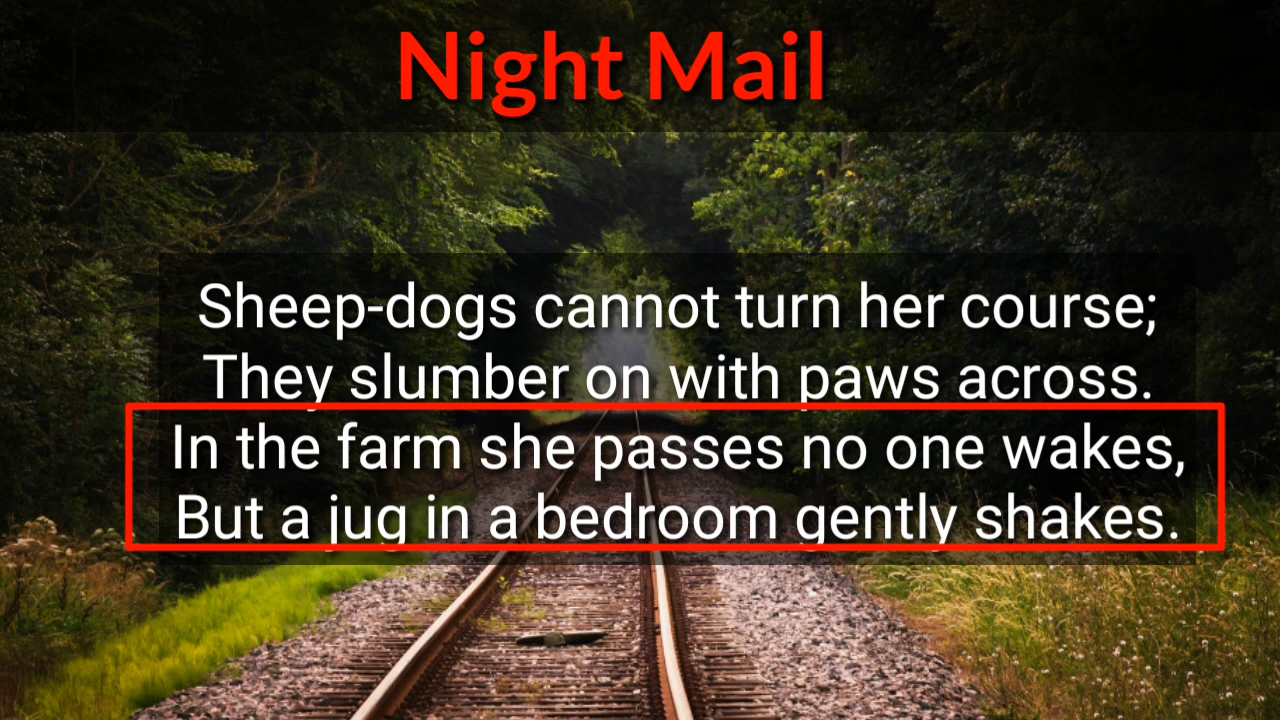 Night Mail
Sheep-dogs cannot turn her course;
They slumber on with paws across.
In the farm she passes no one wakes,
But a jug in a bedroom gently shakes.